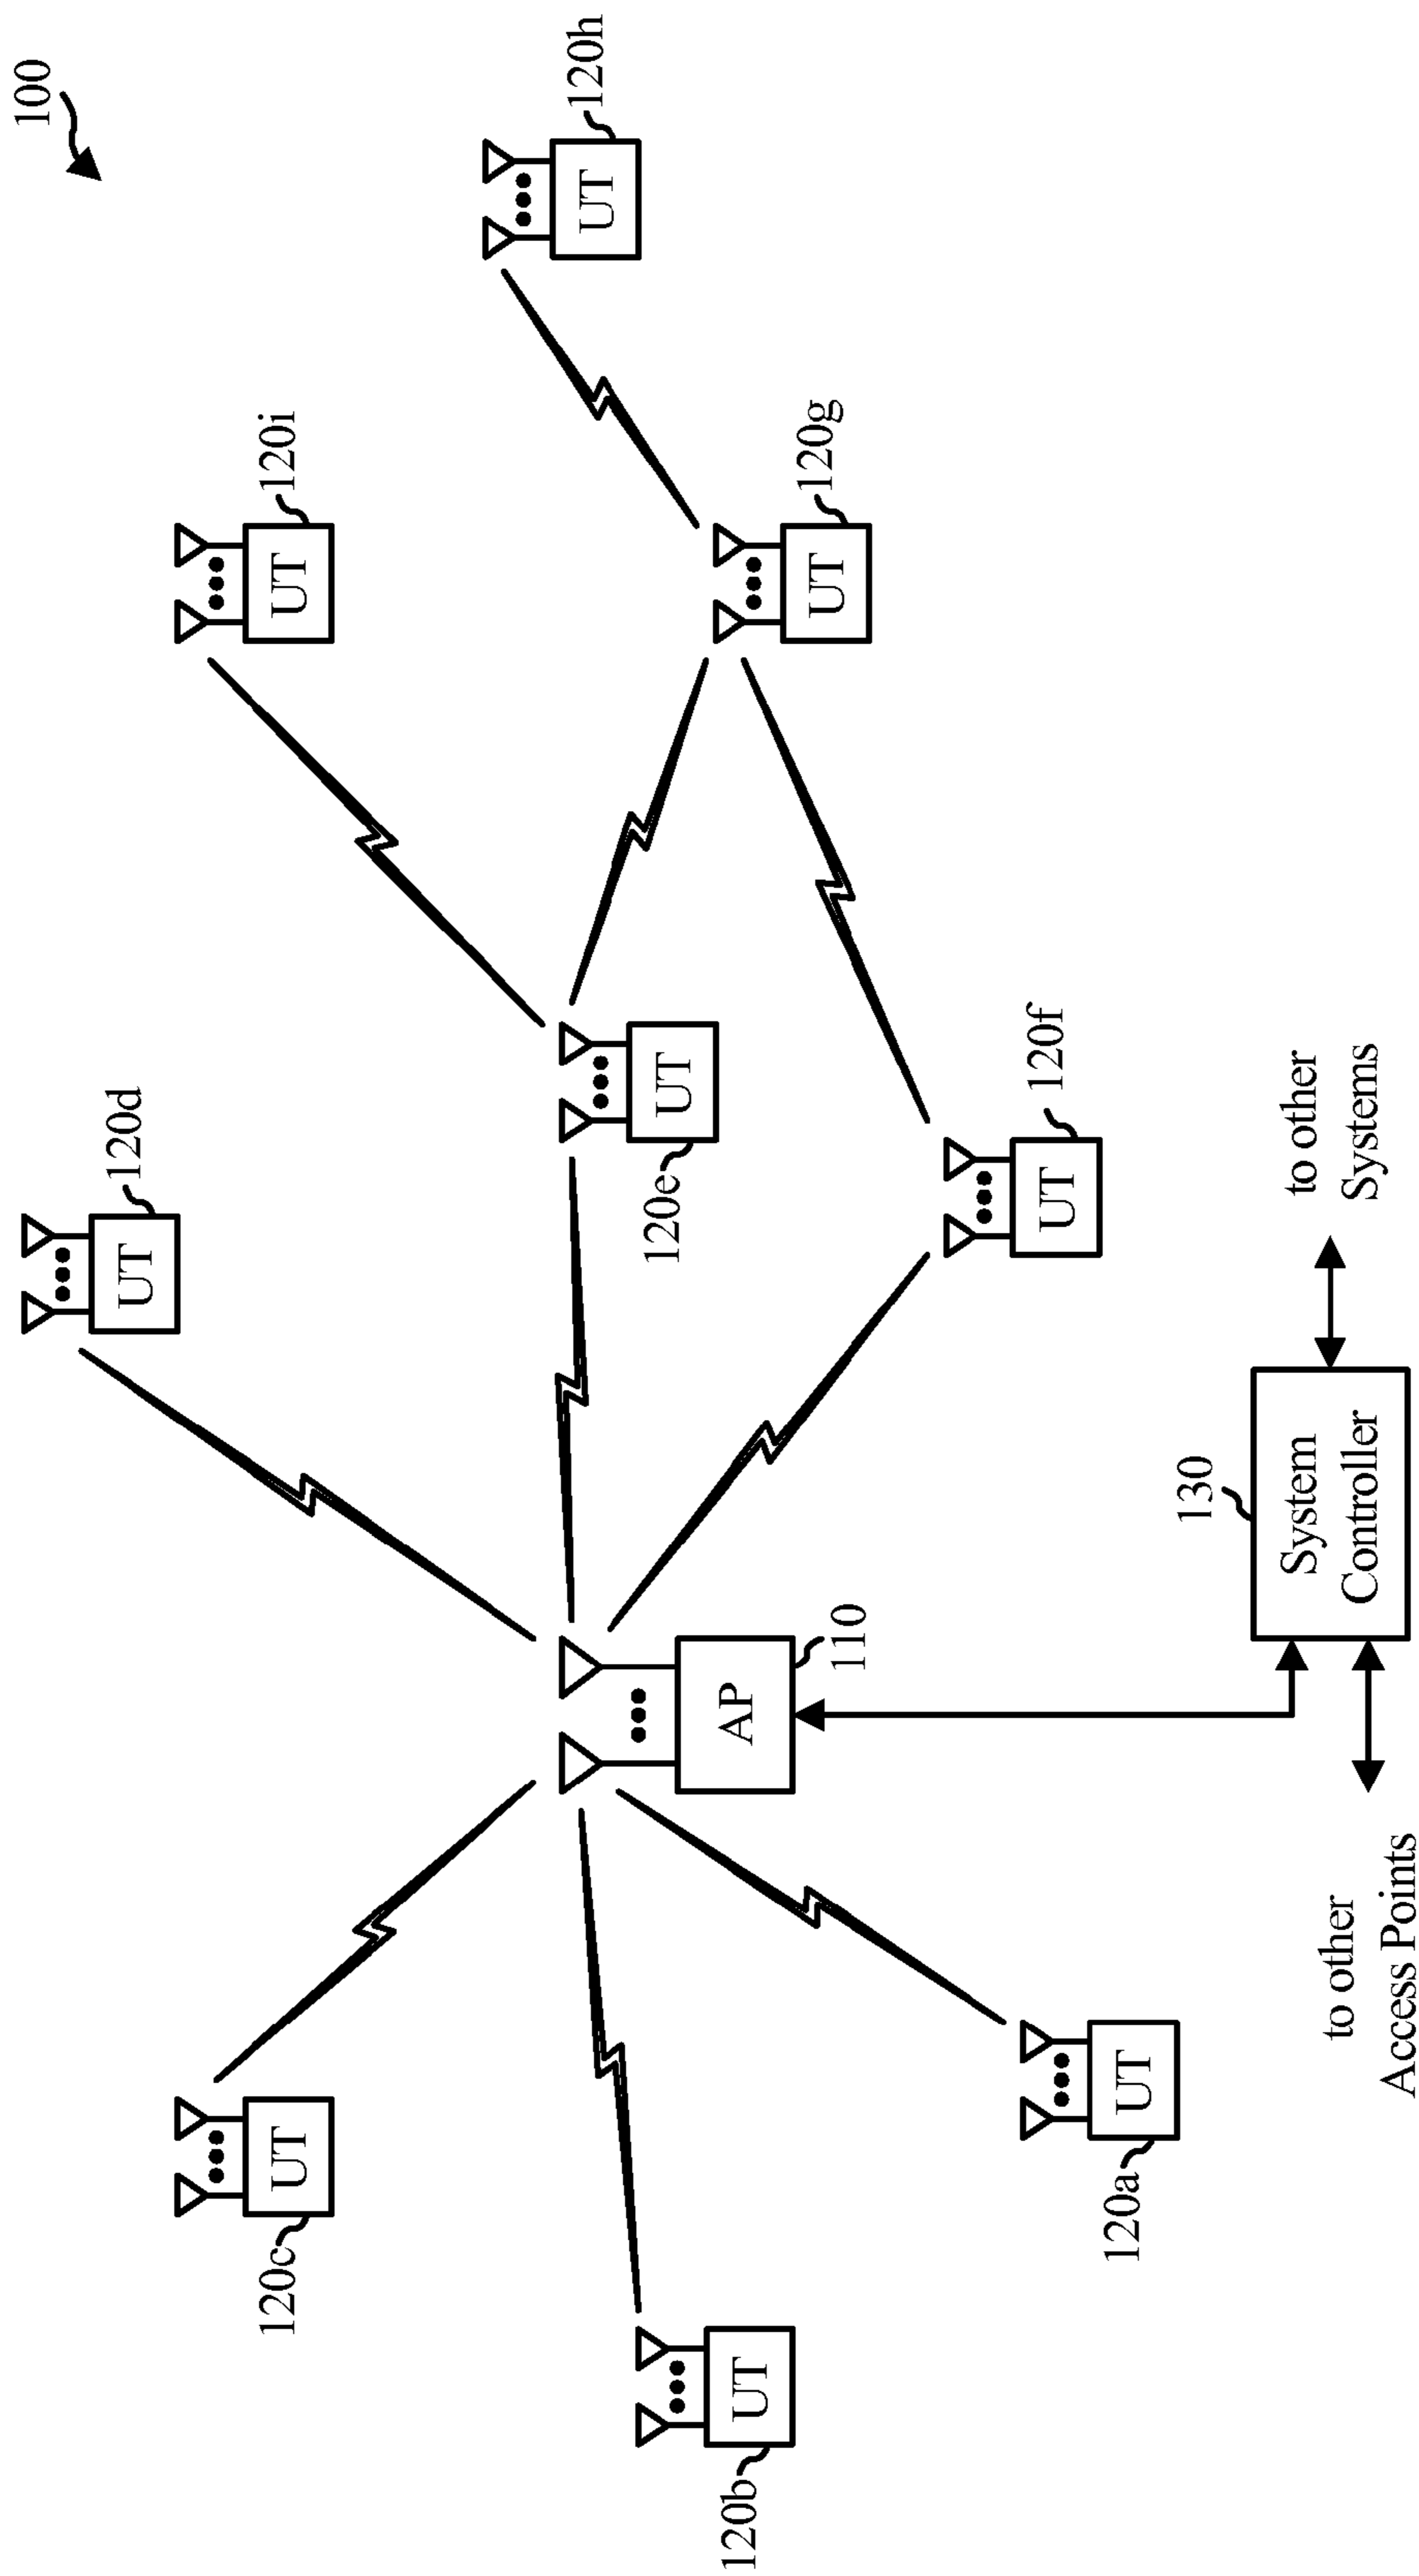 100
UT
120d
UT
120i
UT
120c
UT
120h
UT
120e
UT
120g
AP
110
UT
120b
UT
120f
UT
120a
130
System
Controller
to other
Systems
to other
Access Points